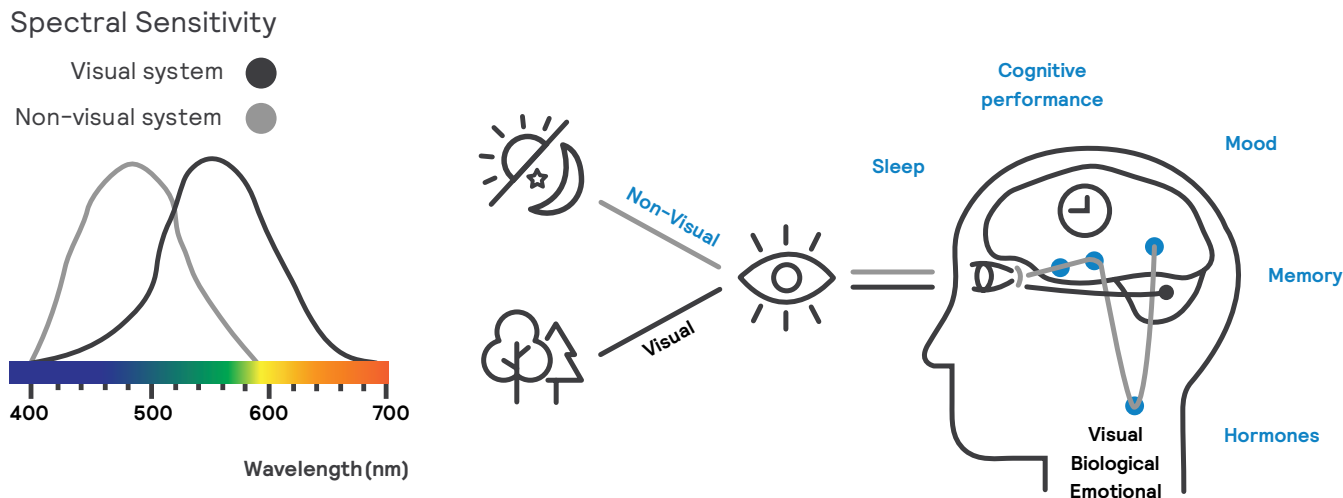 Spectral Sensitivity
Visual system
Non-visual system
400 500 600 700
Wavelength (nm)
Non-Visual
Visual
Cognitive
performance
Sleep
Mood
Memory
Hormones
Visual
Biological
Emotional